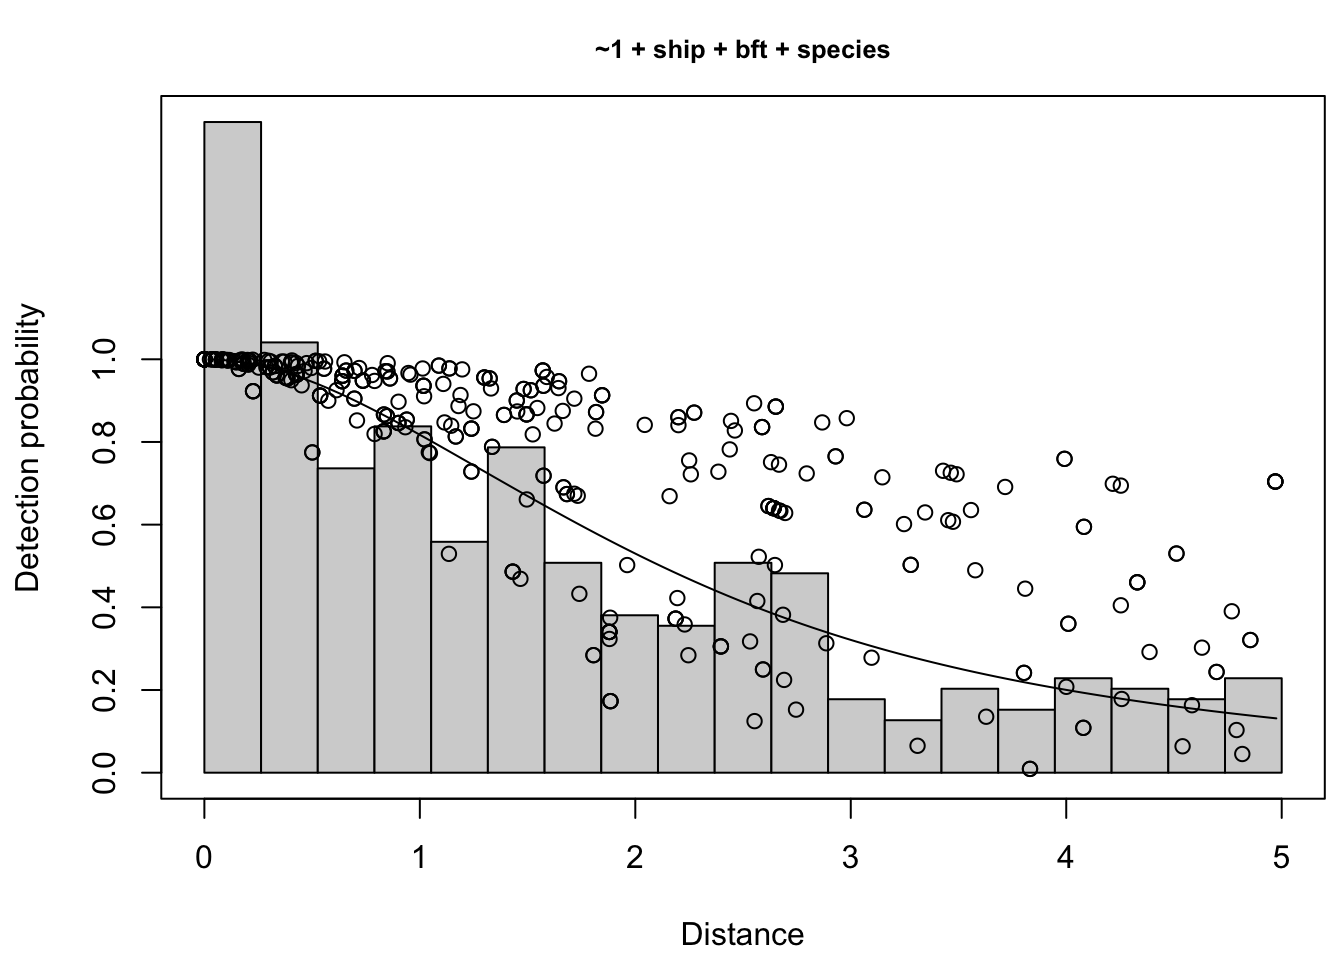 ~1 + ship + bft + species
Detection probability
1.0
0.8
0.6
0.4
0.2
0.0
0 1 2 3 4 5
Distance